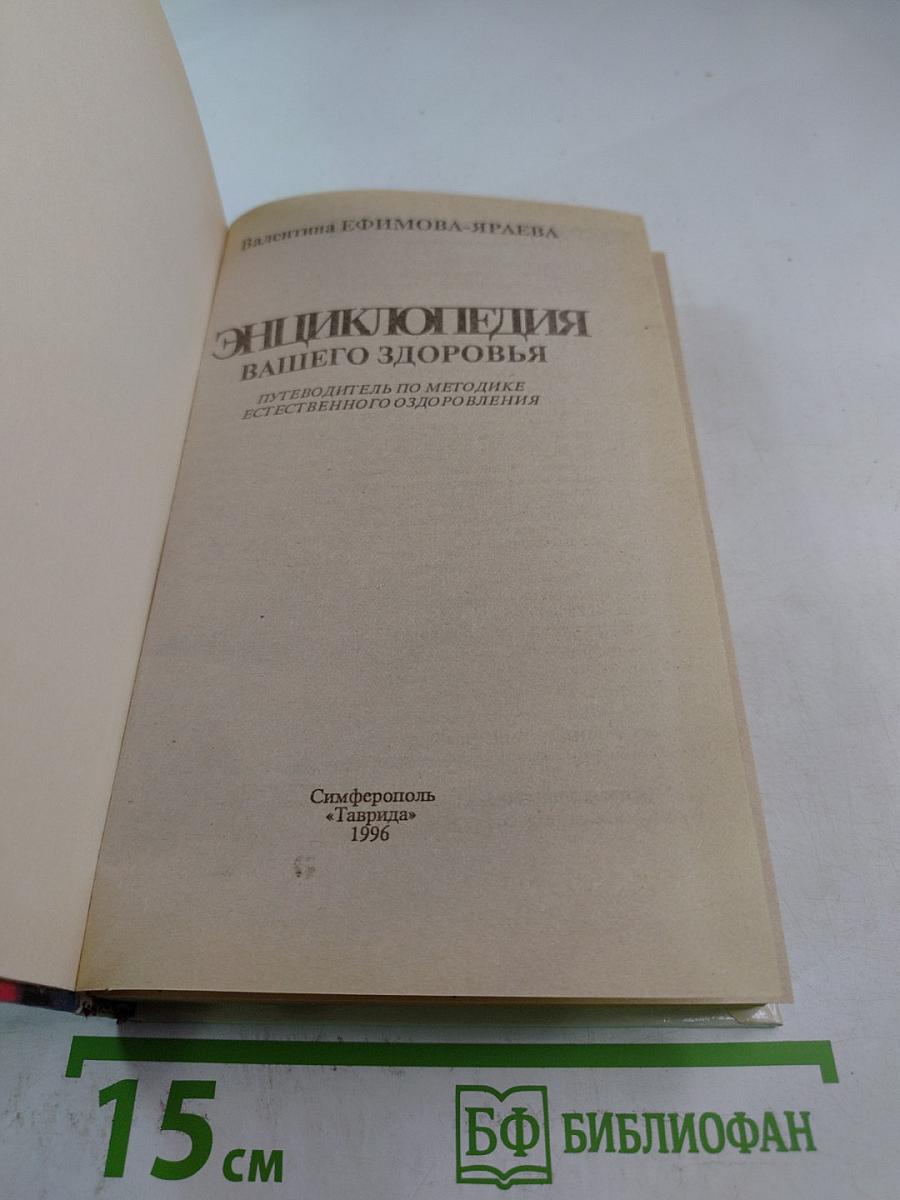 Валентина ЕФИМОВА-ЯРАЕВА
ЭНЦИКЛОПЕДИЯ
ВАШЕГО ЗДОРОВЬЯ
ПУТЕВОДИТЕЛЬ ПО МЕТОДИКЕ
ЕСТЕСТВЕННОГО ОЗДОРОВЛЕНИЯ
Симферополь
«Таврида»
1996
15 см
БФ БИБЛИОФАН